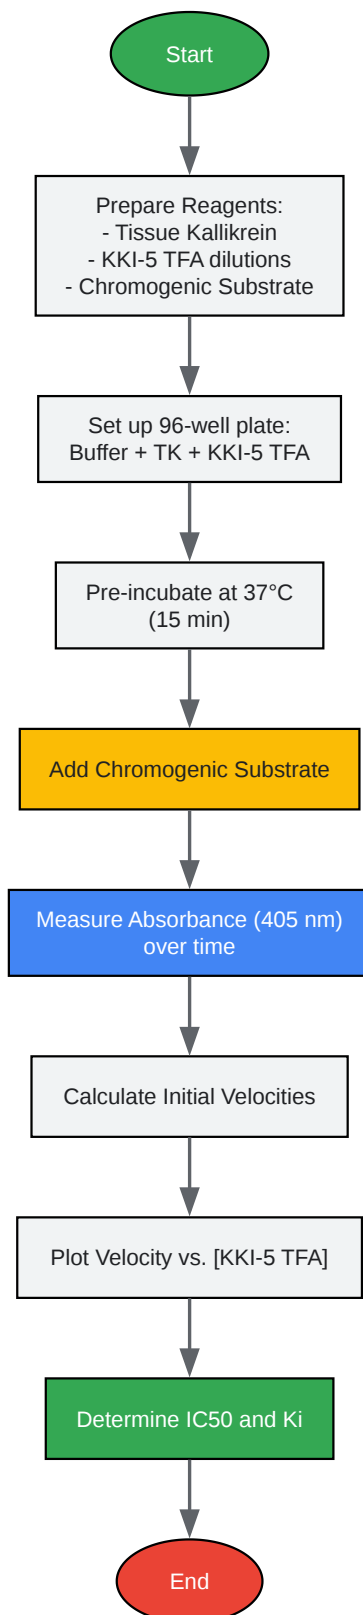 Start
Prepare Reagents:
- Tissue Kallikrein
- KKI-5 TFA dilutions
- Chromogenic Substrate
Set up 96-well plate:
Buffer + TK + KKI-5 TFA
Pre-incubate at 37°C
(15 min)
Add Chromogenic Substrate
Measure Absorbance (405 nm)
over time
Calculate Initial Velocities
Plot Velocity vs. [KKI-5 TFA]
Determine IC50 and Ki
End